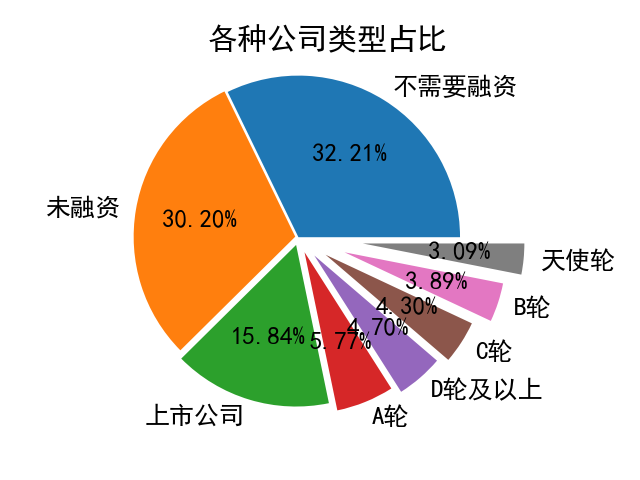 各种公司类型占比
不需要融资
32.21%
未融资
30.20%
上市公司
15.84%
A轮
5.77%
D轮及以上
4.70%
C轮
4.30%
B轮
3.89%
天使轮
3.09%